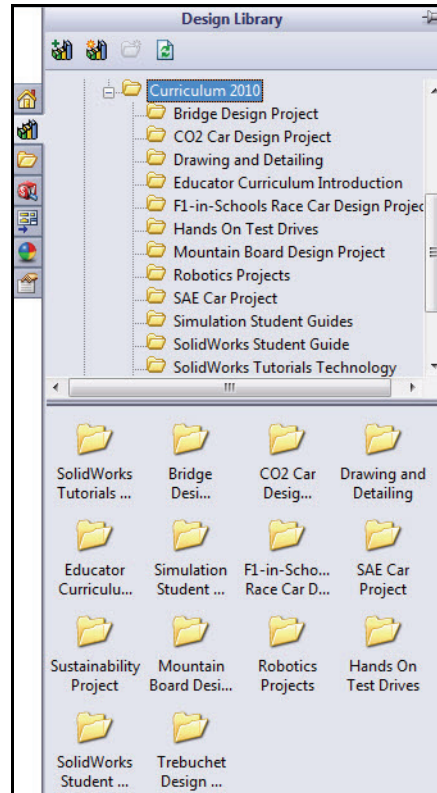 Design Library
Curriculum 2010
Bridge Design Project
CO2 Car Design Project
Drawing and Detailing
Educator Curriculum Introduction
F1-in-Schools Race Car Design Projec
Hands On Test Drives
Mountain Board Design Project
Robotics Projects
SAE Car Project
Simulation Student Guides
SolidWorks Student Guide
SolidWorks Tutorials Technology
SolidWorks Bridge CO2 Car Drawing and
Tutorials ... Desi... Desig... Detailing
Educator Simulation F1-in-Scho... SAE Car
Curriculu... Student ... Race Car D... Project
Sustainability Mountain Robotics Hands On
Project Board Desi... Projects Test Drives
SolidWorks Trebuchet
Student ... Design ...